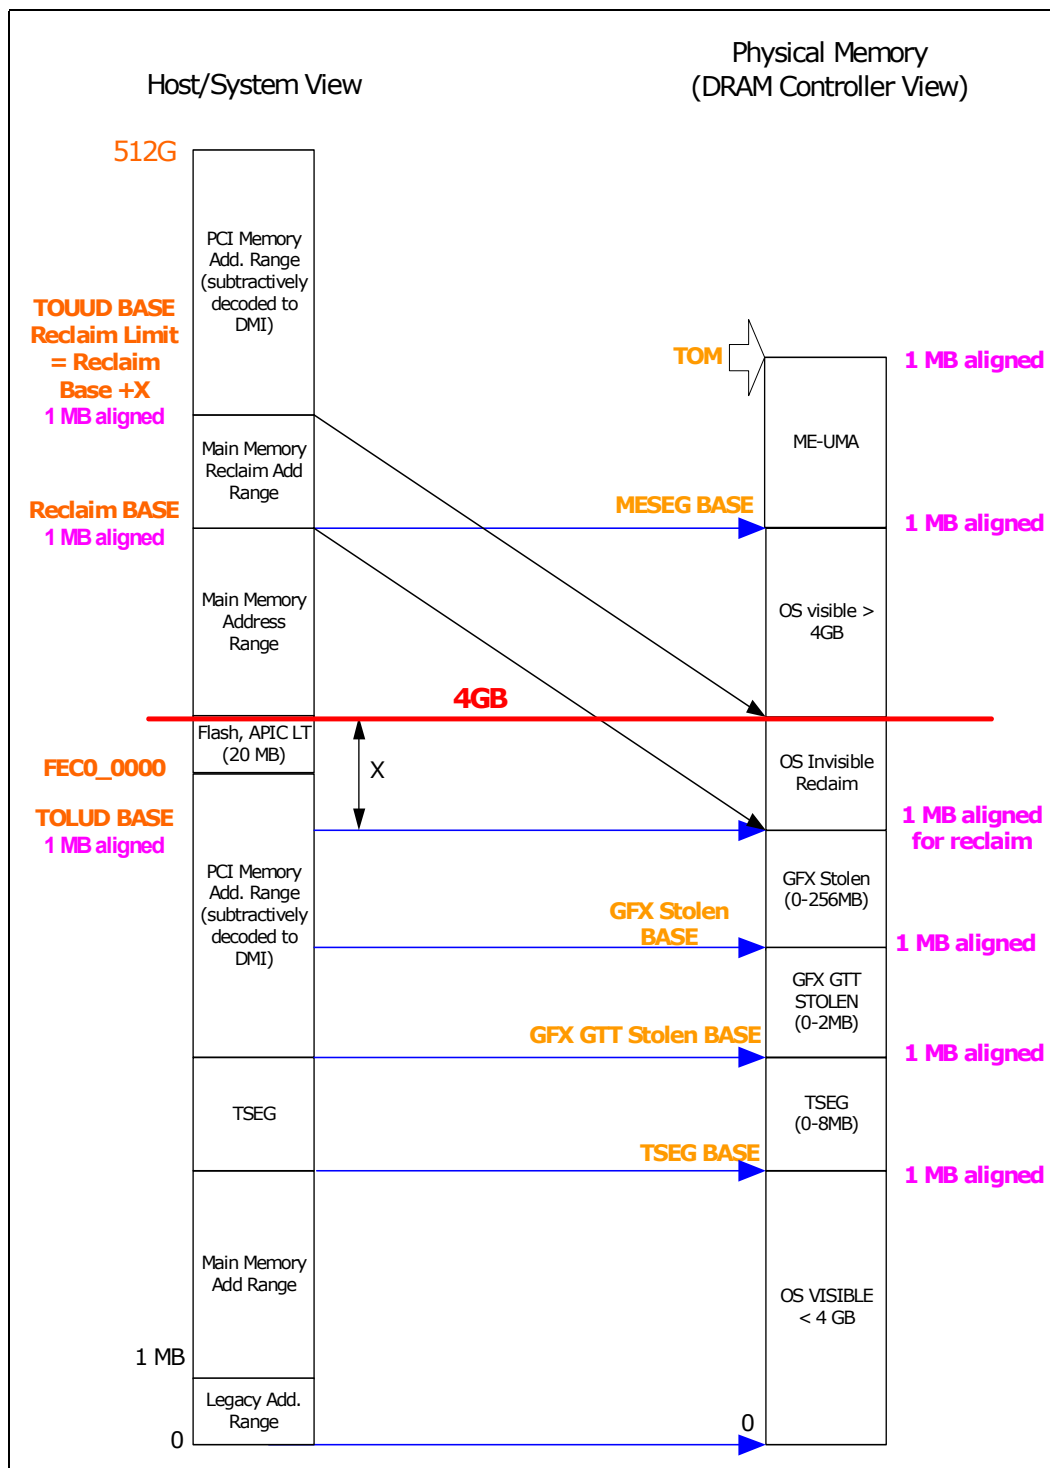 Host/System View
Physical Memory
(DRAM Controller View)
512G
PCI Memory
Add. Range
(subtractively
decoded to
DMI)
TOUUD BASE
Reclaim Limit
= Reclaim
Base +X
1 MB aligned
TOM
1 MB aligned
ME-UMA
Main Memory
Reclaim Add
Range
Reclaim BASE
1 MB aligned
MESEG BASE
1 MB aligned
Main Memory
Address
Range
OS visible >
4GB
4GB
Flash, APIC LT
(20 MB)
FEC0_0000
X
OS Invisible
Reclaim
TOLUD BASE
1 MB aligned
1 MB aligned
for reclaim
PCI Memory
Add. Range
(subtractively
decoded to
DMI)
GFX Stolen
(0-256MB)
GFX Stolen
BASE
1 MB aligned
GFX GTT
STOLEN
(0-2MB)
GFX GTT Stolen BASE
1 MB aligned
TSEG
TSEG
(0-8MB)
TSEG BASE
1 MB aligned
Main Memory
Add Range
OS VISIBLE
< 4 GB
1 MB
Legacy Add.
Range
0
0